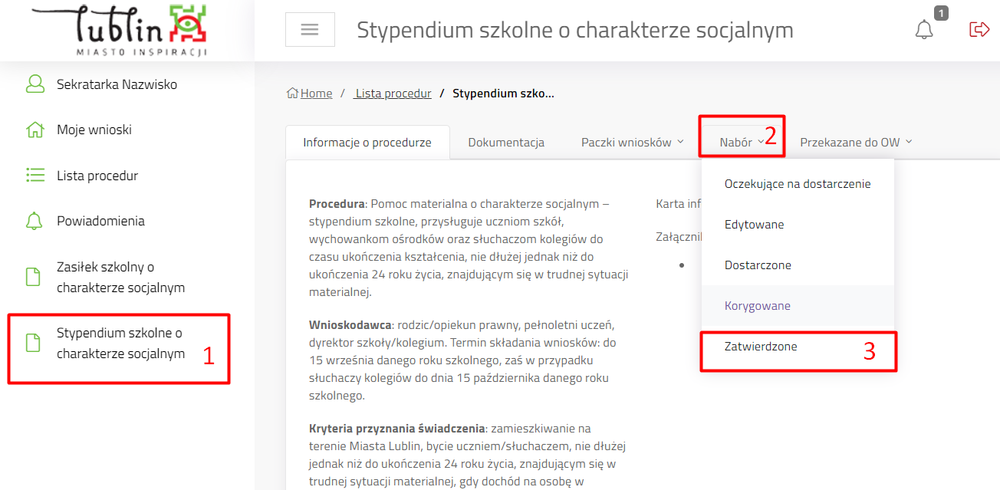 lublin
MIASTO INSPIRACJI
Stypendium szkolne o charakterze socjalnym
1
Sekretarka Nazwisko
Moje wnioski
Lista procedur
Powiadomienia
Zasiłek szkolny o
charakterze socjalnym
Stypendium szkolne o
charakterze socjalnym
1
Home / Lista procedur / Stypendium szko...
Informacje o procedurze
Dokumentacja
Paczki wniosków
Nabór
2
Przekazane do OW
Procedura: Pomoc materialna o charakterze socjalnym –
stypendium szkolne, przysługuje uczniom szkół,
wychowankom ośrodków oraz słuchaczom kolegiów do
czasu ukończenia kształcenia, nie dłużej jednak niż do
ukończenia 24 roku życia, znajdującym się w trudnej sytuacji
materialnej.
Wnioskodawca: rodzic/opiekun prawny, pełnoletni uczeń,
dyrektor szkoły/kolegium. Termin składania wniosków: do
15 września danego roku szkolnego, zaś w przypadku
słuchaczy kolegiów do dnia 15 października danego roku
szkolnego.
Kryteria przyznania świadczenia: zamieszkiwanie na
terenie Miasta Lublin, bycie uczniem/słuchaczem, nie dłużej
jednak niż do ukończenia 24 roku życia, znajdującym się w
trudnej sytuacji materialnej, gdy dochód na osobę w
Karta inf
Załącznil
Oczekujące na dostarczenie
Edytowane
Dostarczone
Korygowane
Zatwierdzone
3